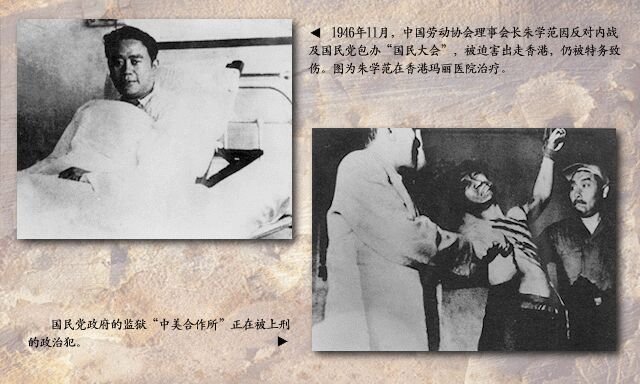 ◀ 1946年11月，中国劳动协会理事会长朱学范因反对内战
及国民党包办“国民大会”，被迫害出走香港，仍被特务致
伤。图为朱学范在香港玛丽医院治疗。
国民党政府的监狱“中美合作所”正在被上刑
的政治犯。 ▶